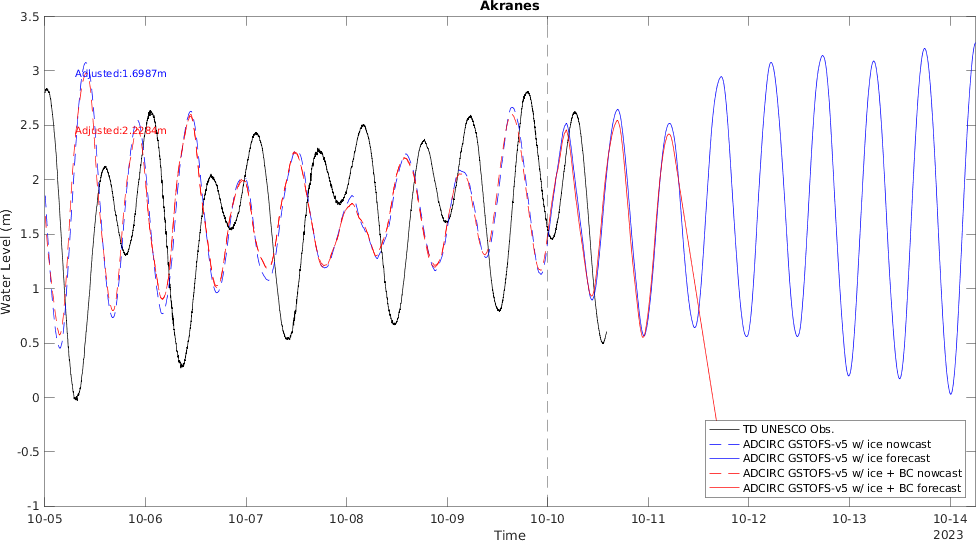 Akranes
3.5
3
2.5
2
1.5
1
0.5
0
-0.5
-1
Water Level (m)
Adjusted:1.6987m
Adjusted:2.2284m
TD UNESCO Obs.
ADCIRC GSTOFS-v5 w/ ice nowcast
ADCIRC GSTOFS-v5 w/ ice forecast
ADCIRC GSTOFS-v5 w/ ice + BC nowcast
ADCIRC GSTOFS-v5 w/ ice + BC forecast
10-05 10-06 10-07 10-08 10-09 10-10 10-11 10-12 10-13 10-14
Time
2023